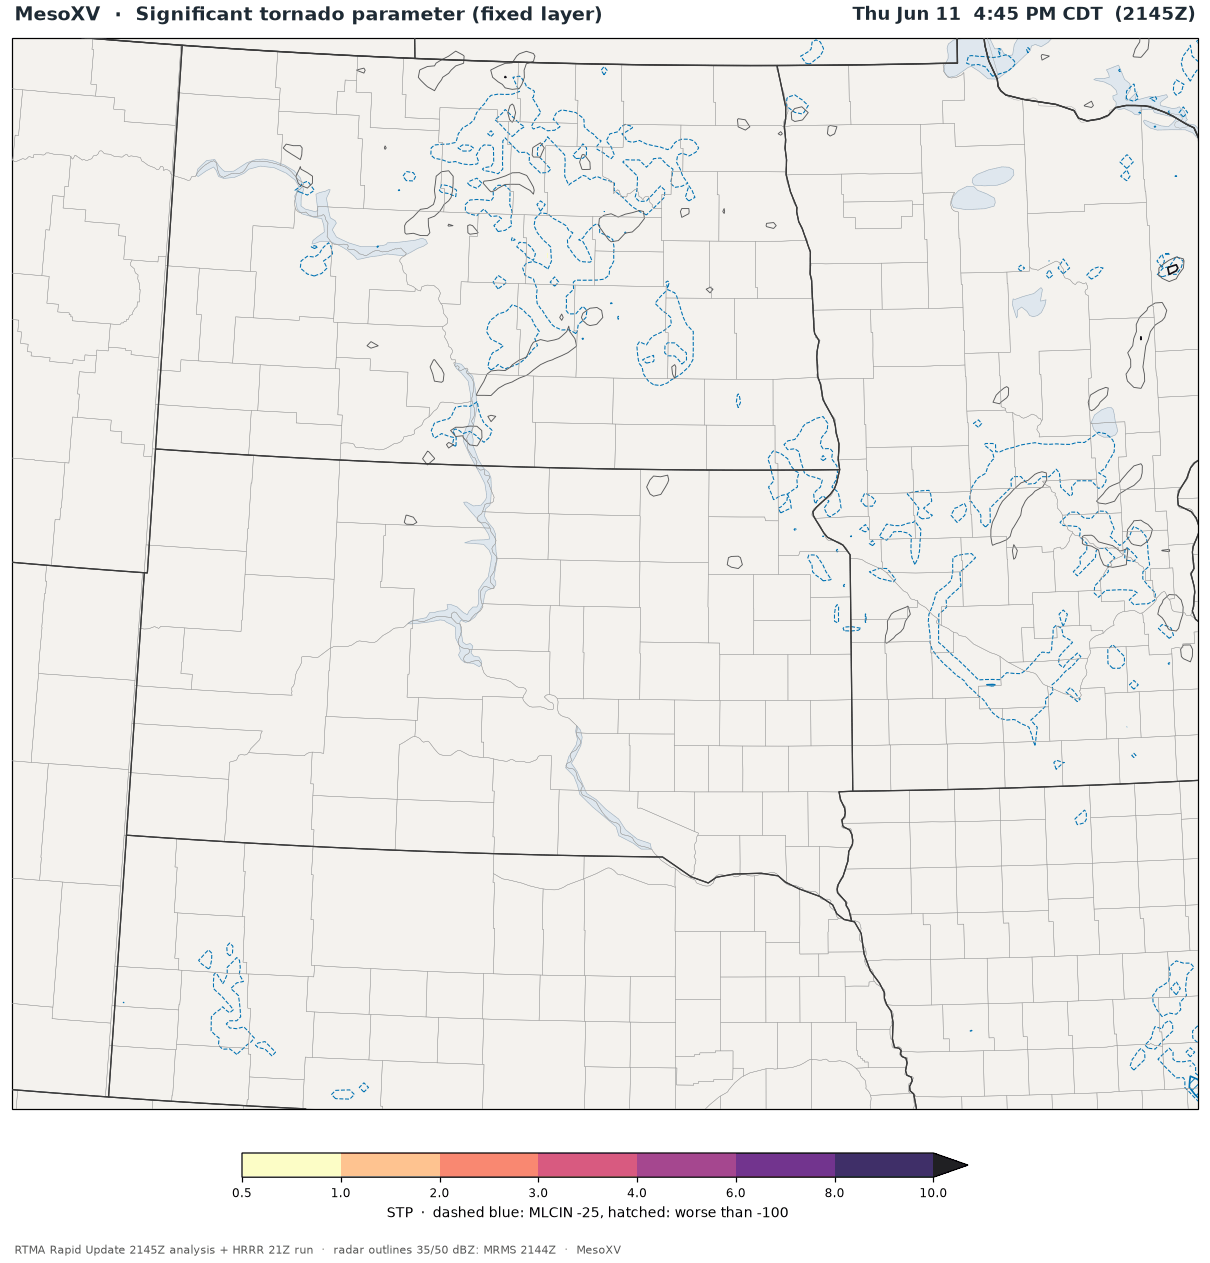 MesoXV · Significant tornado parameter (fixed layer)
Thu Jun 11 4:45 PM CDT (2145Z)
0.5 1.0 2.0 3.0 4.0 6.0 8.0 10.0
STP · dashed blue: MLCIN -25, hatched: worse than -100
RTMA Rapid Update 2145Z analysis + HRRR 21Z run · radar outlines 35/50 dBZ: MRMS 2144Z · MesoXV